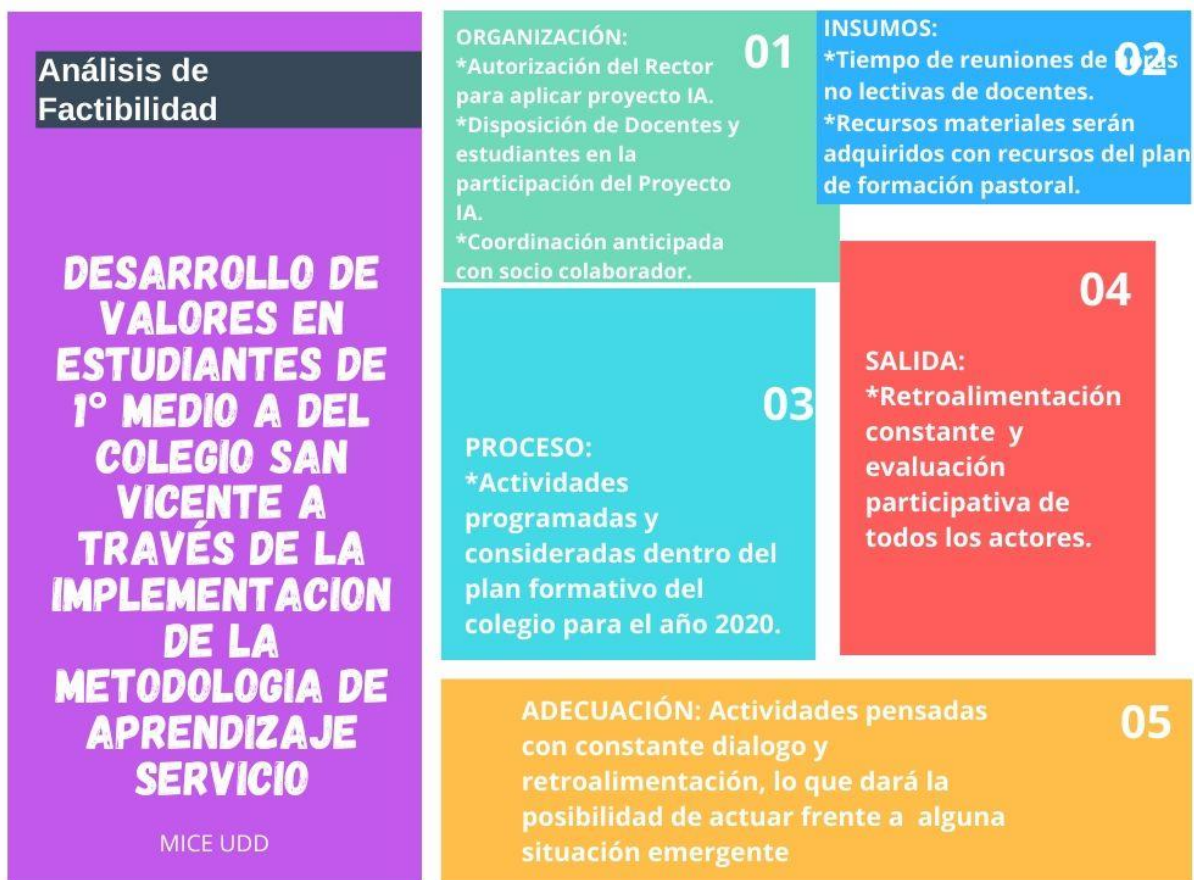 Análisis de
Factibilidad
DESARROLLO DE
VALORES EN
ESTUDIANTES DE
1° MEDIO A DEL
COLEGIO SAN
VICENTE A
TRAVÉS DE LA
IMPLEMENTACION
DE LA
METODOLOGIA DE
APRENDIZAJE
SERVICIO
MICE UDD
01
ORGANIZACIÓN:
*Autorización del Rector
para aplicar proyecto IA.
*Disposición de Docentes y
estudiantes en la
participación del Proyecto
IA.
*Coordinación anticipada
con socio colaborador.
02
INSUMOS:
*Tiempo de reuniones de horas
no lectivas de docentes.
*Recursos materiales serán
adquiridos con recursos del plan
de formación pastoral.
03
PROCESO:
*Actividades
programadas y
consideradas dentro del
plan formativo del
colegio para el año 2020.
04
SALIDA:
*Retroalimentación
constante y
evaluación
participativa de
todos los actores.
05
ADECUACIÓN: Actividades pensadas
con constante dialogo y
retroalimentación, lo que dará la
posibilidad de actuar frente a alguna
situación emergente